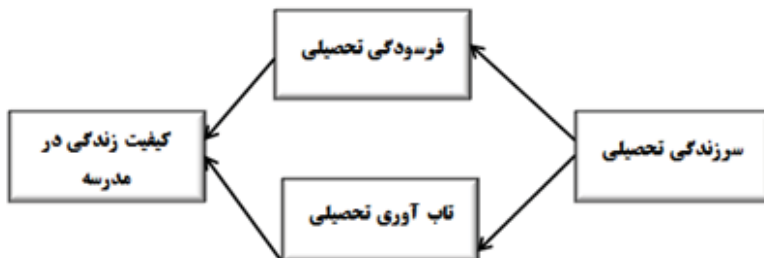 فرسودگی تحصیلی
سرزندگی تحصیلی
کیفیت زندگی در
مدرسه
تاب آوری تحصیلی